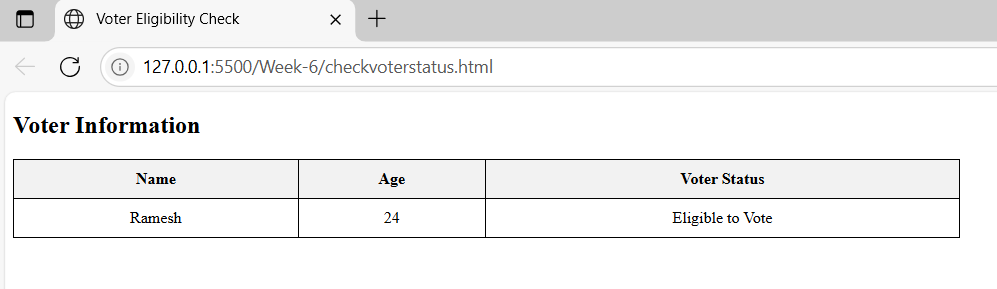 Voter Eligibility Check
127.0.0.1:5500/Week-6/checkvoterstatus.html
Voter Information
Name Age Voter Status
Ramesh 24 Eligible to Vote